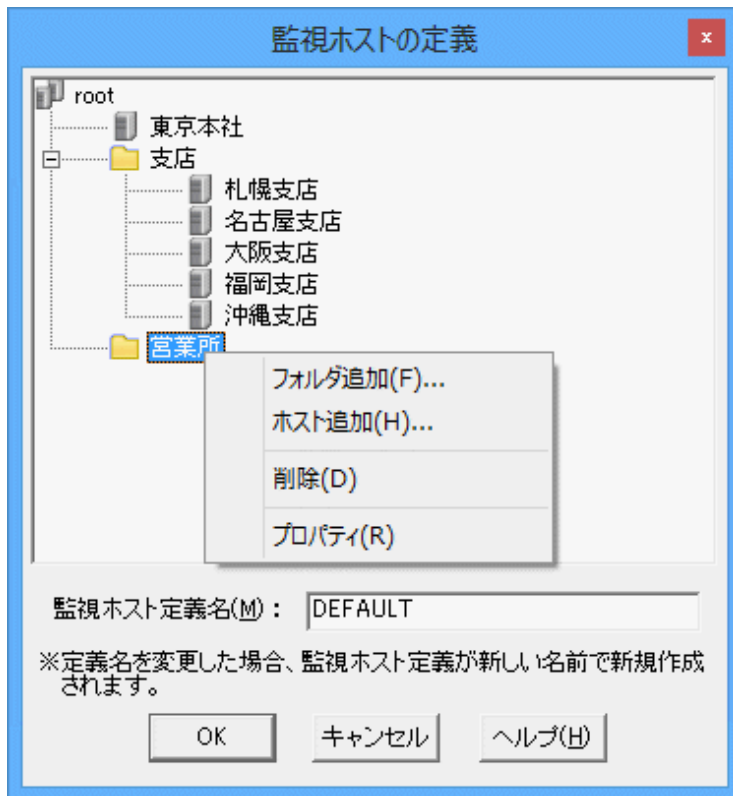 監視ホストの定義
x
root
東京本社
支店
札幌支店
名古屋支店
大阪支店
福岡支店
沖縄支店
営業所
フォルダ追加(F)...
ホスト追加(H)...
削除(D)
プロパティ(R)
監視ホスト定義名(M)： DEFAULT
※定義名を変更した場合、監視ホスト定義が新しい名前で新規作成
されます。
OK キャンセル ヘルプ(H)